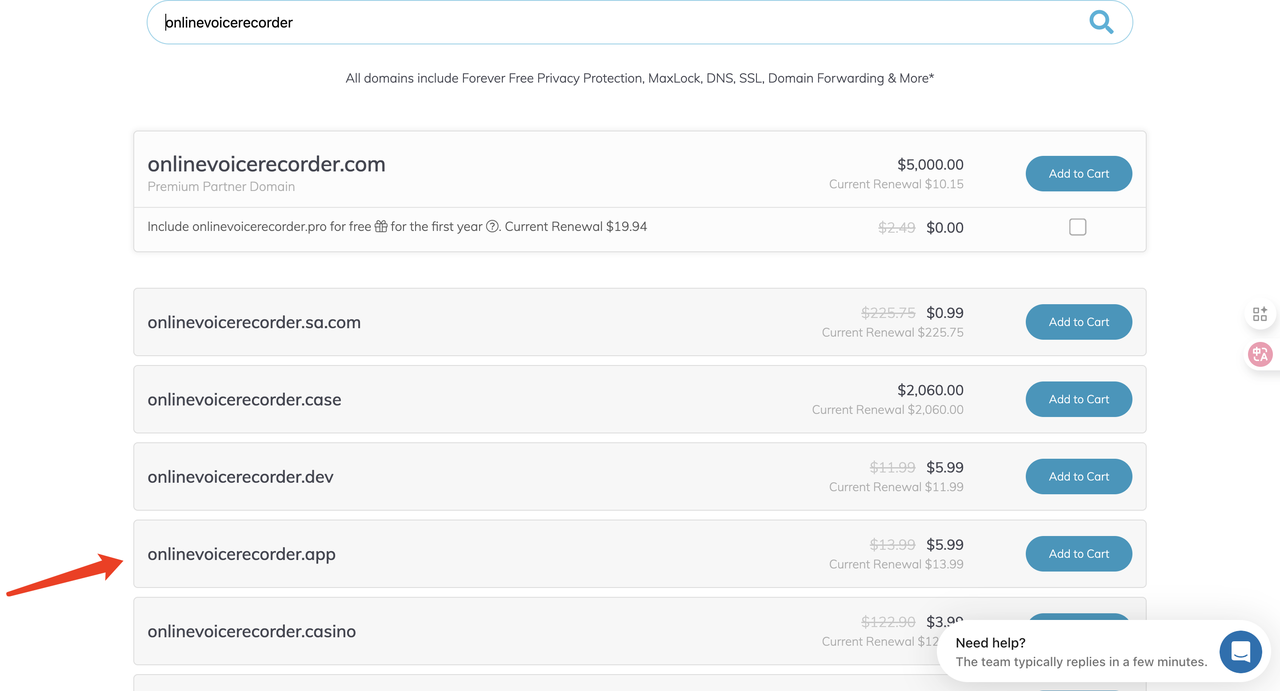 onlinevoicerecorder
All domains include Forever Free Privacy Protection, MaxLock, DNS, SSL, Domain Forwarding & More*
onlinevoicerecorder.com
Premium Partner Domain
$5,000.00
Current Renewal $10.15
Add to Cart
Include onlinevoicerecorder.pro for free for the first year ?. Current Renewal $19.94
$2.49 $0.00
onlinevoicerecorder.sa.com
$225.75 $0.99
Current Renewal $225.75
Add to Cart
onlinevoicerecorder.case
$2,060.00
Current Renewal $2,060.00
Add to Cart
onlinevoicerecorder.dev
$11.99 $5.99
Current Renewal $11.99
Add to Cart
onlinevoicerecorder.app
$13.99 $5.99
Current Renewal $13.99
Add to Cart
onlinevoicerecorder.casino
$122.90 $3.99
Current Renewal $12
Need help?
The team typically replies in a few minutes.